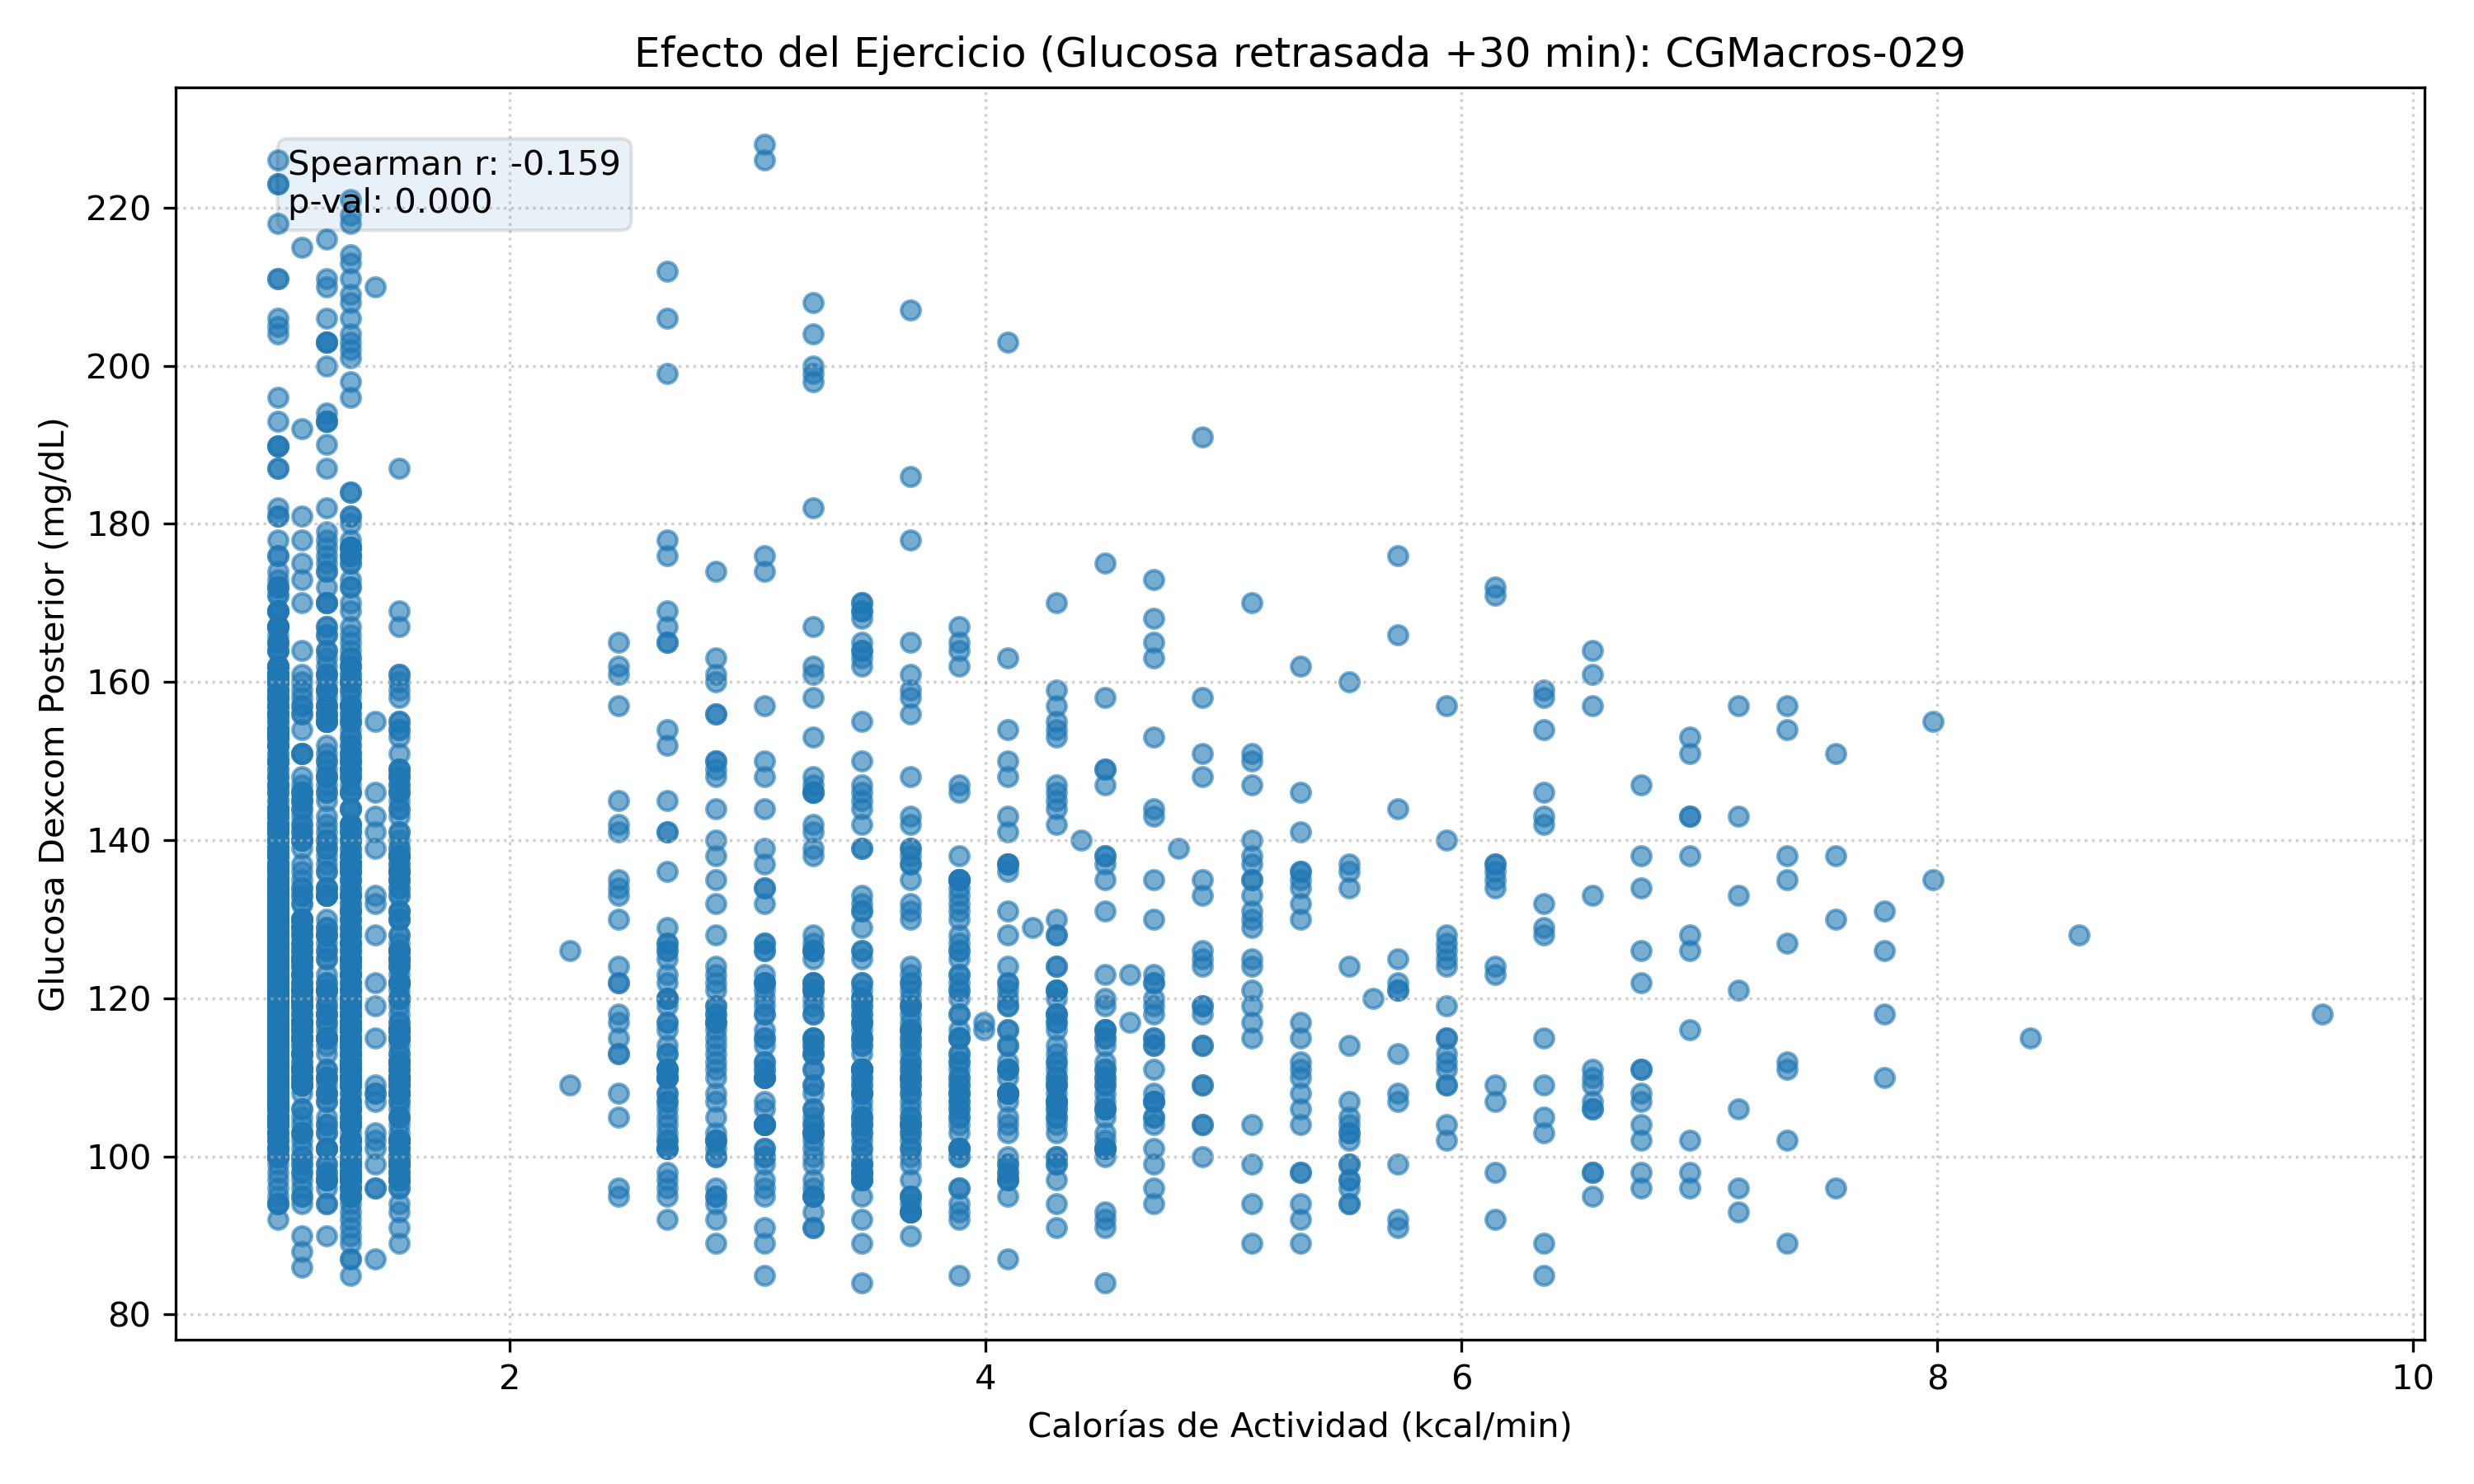 Efecto del Ejercicio (Glucosa retrasada +30 min): CGMacros-029
Spearman r: -0.159
p-val: 0.000
Glucosa Dexcom Posterior (mg/dL)
220
200
180
160
140
120
100
80
2
4
6
8
10
Calorías de Actividad (kcal/min)